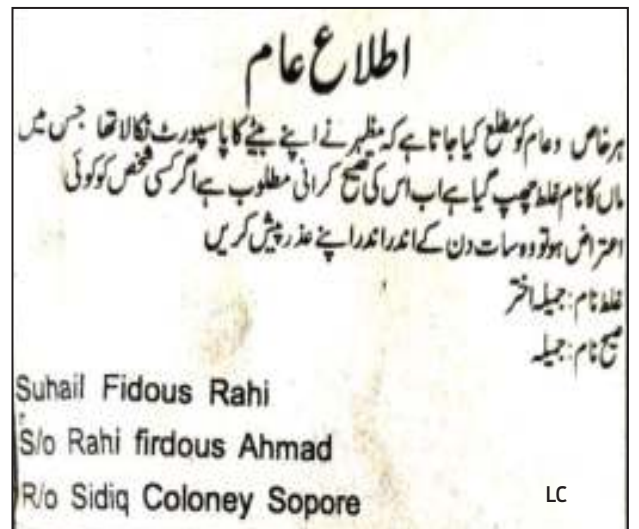 اطلاع عام
ہر خاص و عام کو مطلع کیا جاتا ہے کہ مظہر نے اپنے بیٹے کا پاسپورٹ نکالا تھا جس میں
ماں کا نام غلط چھپ گیا ہے اب اس کی تصحیح کرانی مطلوب ہے اگر کسی شخص کو کوئی
اعتراض ہو تو وہ سات دن کے اندر اندر اپنے عذر پیش کریں
غلط نام: جمیلہ اختر
صحیح نام: جمیلہ
Suhail Fidous Rahi
S/o Rahi firdous Ahmad
R/o Sidiq Coloney Sopore
LC